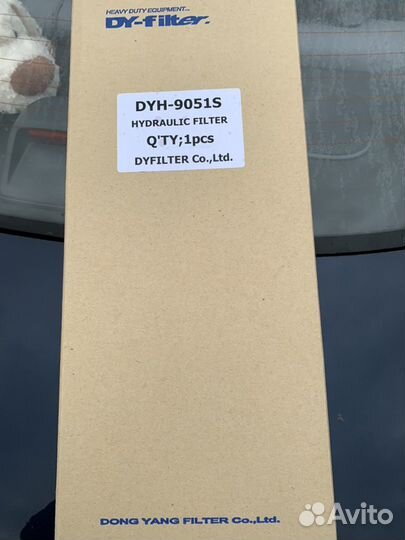 HEAVY DUTY EQUIPMENT...
DY-filter.
DYH-9051S
HYDRAULIC FILTER
Q'TY;1pcs
DYFILTER Co.,Ltd.
DONG YANG FILTER Co.,Ltd.
Avito